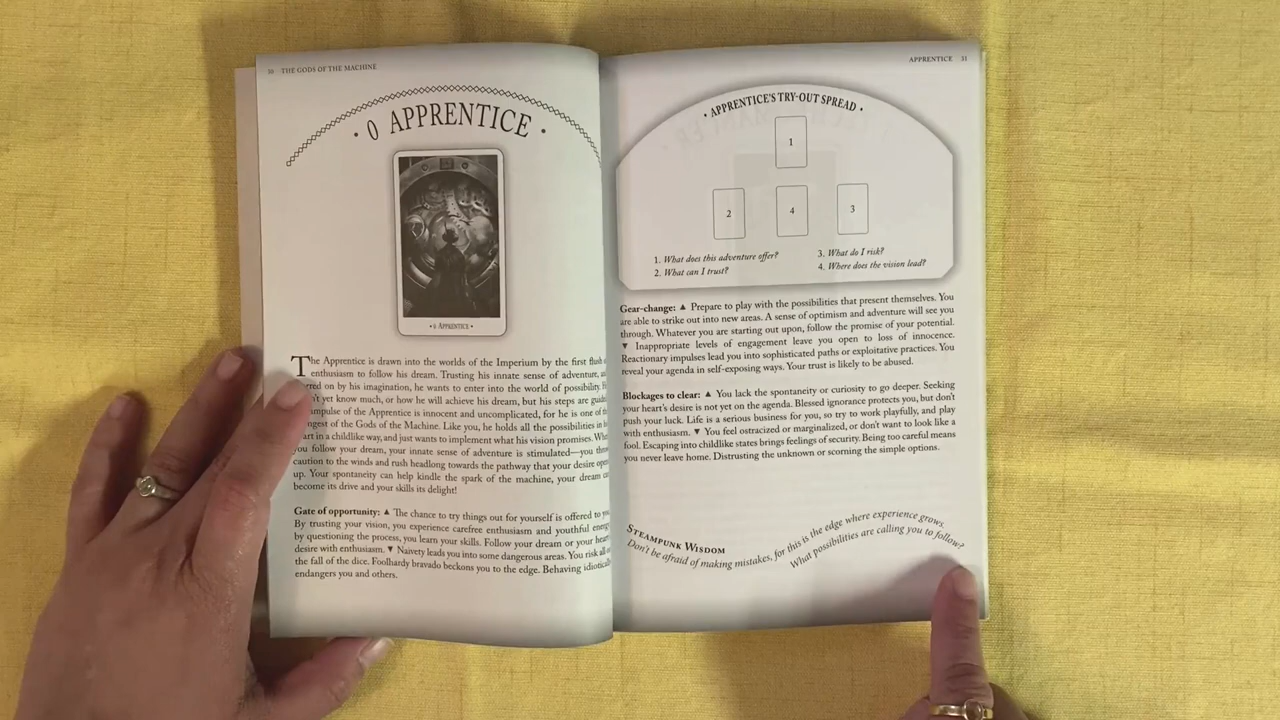 30 THE GODS OF THE MACHINE
· 0 APPRENTICE ·
• 0 APPRENTICE •
The Apprentice is drawn into the worlds of the Imperium by the first flush
enthusiasm to follow his dream. Trusting his innate sense of adventure,
by his imagination, he wants to enter into the world of possibility.
yet know much, or how he will achieve his dream, but his steps are
impulse of the Apprentice is innocent and uncomplicated, for he is one of
of the Gods of the Machine. Like you, he holds all the possibilities in
in a childlike way, and just wants to implement what his vision promises.
you follow your dream, your innate sense of adventure is stimulated—you
caution to the winds and rush headlong towards the pathway that your desire
up. Your spontaneity can help kindle the spark of the machine, your dream
become its drive and your skills its delight!
Gate of opportunity: ▲ The chance to try things out for yourself is offered to
By trusting your vision, you experience carefree enthusiasm and youthful
by questioning the process, you learn your skills. Follow your dream or your
desire with enthusiasm. ▼ Naivety leads you into some dangerous areas. You risk all
the fall of the dice. Foolhardy bravado beckons you to the edge. Behaving
endangers you and others.
APPRENTICE 31
• APPRENTICE'S TRY-OUT SPREAD •
1
2 4 3
1. What does this adventure offer? 3. What do I risk?
2. What can I trust? 4. Where does the vision lead?
Gear-change: ▲ Prepare to play with the possibilities that present themselves. You
are able to strike out into new areas. A sense of optimism and adventure will see you
through. Whatever you are starting out upon, follow the promise of your potential.
▼ Inappropriate levels of engagement leave you open to loss of innocence.
Reactionary impulses lead you into sophisticated paths or exploitative practices. You
reveal your agenda in self-exposing ways. Your trust is likely to be abused.
Blockages to clear: ▲ You lack the spontaneity or curiosity to go deeper. Seeking
your heart's desire is not yet on the agenda. Blessed ignorance protects you, but don't
push your luck. Life is a serious business for you, so try to work playfully, and play
with enthusiasm. ▼ You feel ostracized or marginalized, or don't want to look like a
fool. Escaping into childlike states brings feelings of security. Being too careful means
you never leave home. Distrusting the unknown or scorning the simple options.
STEAMPUNK WISDOM
Don't be afraid of making mistakes, for this is the edge where experience grows.
What possibilities are calling you to follow?